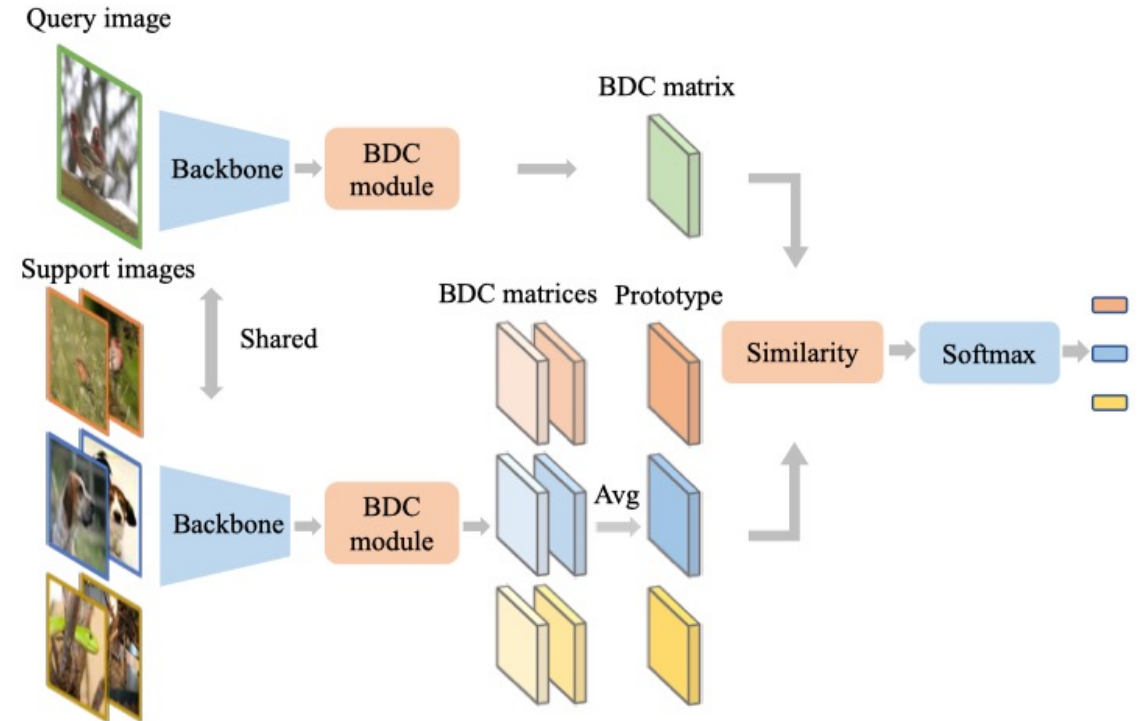 Query image
BDC matrix
Backbone
BDC
module
Support images
Shared
BDC matrices
Prototype
Similarity
Softmax
Backbone
BDC
module
Avg